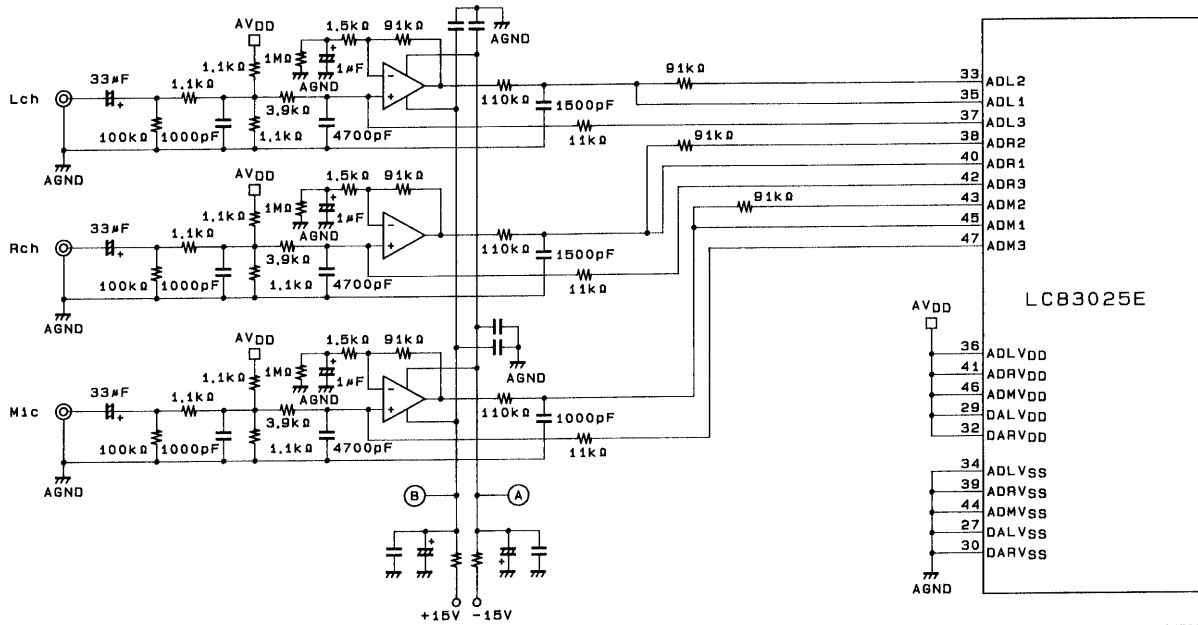 AVDD
1.5kΩ
91kΩ
AGND
1MΩ
1μF
AGND
33μF
1.1kΩ
1.1kΩ
Lch
110kΩ
1500pF
91kΩ
33 ADL2
35 ADL1
37 ADL3
100kΩ
1000pF
3.9kΩ
1.1kΩ
4700pF
11kΩ
AGND
91kΩ
38 ADR2
40 ADR1
42 ADR3
AVDD
1.5kΩ
91kΩ
1MΩ
1μF
AGND
33μF
1.1kΩ
1.1kΩ
Rch
110kΩ
1500pF
91kΩ
43 ADM2
45 ADM1
47 ADM3
100kΩ
1000pF
3.9kΩ
1.1kΩ
4700pF
11kΩ
AGND
LC83025E
AVDD
1.5kΩ
91kΩ
AGND
1MΩ
1μF
AGND
33μF
1.1kΩ
1.1kΩ
Mic
110kΩ
1000pF
100kΩ
1000pF
3.9kΩ
1.1kΩ
4700pF
11kΩ
AGND
AVDD
36 ADLVDD
41 ADRVDD
46 ADMVDD
29 DALVDD
32 DARVDD
34 ADLVSS
39 ADRVSS
44 ADMVSS
27 DALVSS
30 DARVSS
AGND
B
A
+15V
-15V